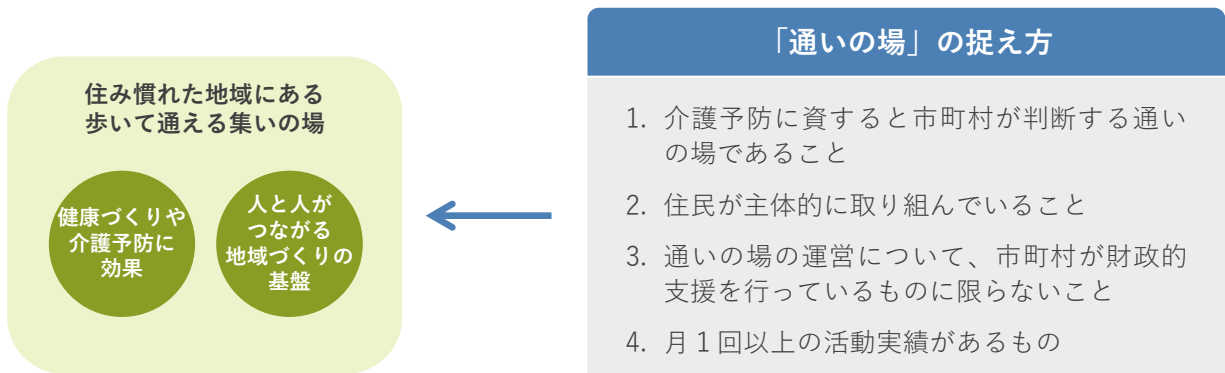 住み慣れた地域にある
歩いて通える集いの場
健康づくりや
介護予防に
効果
人と人が
つながる
地域づくりの
基盤
「通いの場」の捉え方
1. 介護予防に資すると市町村が判断する通い
の場であること
2. 住民が主体的に取り組んでいること
3. 通いの場の運営について、市町村が財政的
支援を行っているものに限らないこと
4. 月１回以上の活動実績があるもの